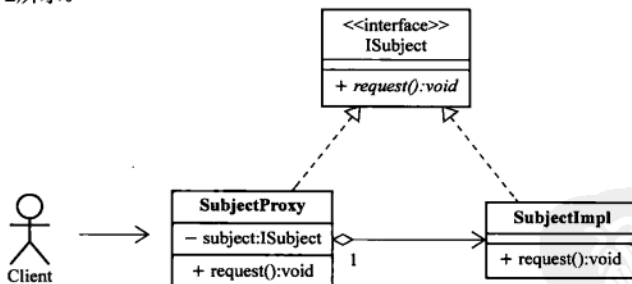 <<interface>>
ISubject
+ request():void
SubjectProxy
– subject:ISubject
+ request():void
1
SubjectImpl
+ request():void
Client